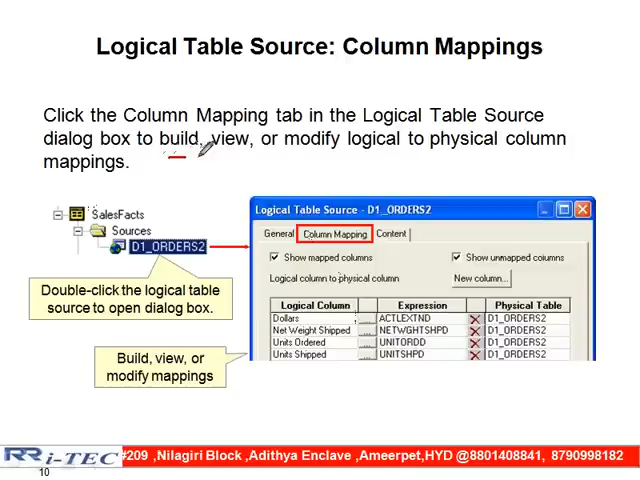 Logical Table Source: Column Mappings
Click the Column Mapping tab in the Logical Table Source
dialog box to build, view, or modify logical to physical column
mappings.
SalesFacts
Sources
D1_ORDERS2
Double-click the logical table
source to open dialog box.
Build, view, or
modify mappings
Logical Table Source - D1_ORDERS2
General Column Mapping Content
Show mapped columns Show unmapped columns
Logical column to physical column New column...
Logical Column Expression Physical Table
Dollars ... ACTLEXTND D1_ORDERS2
Net Weight Shipped ... NETWGHTSHPD D1_ORDERS2
Units Ordered ... UNITORDD D1_ORDERS2
Units Shipped ... UNITSHPD D1_ORDERS2
RR i-TEC #209 ,Nilagiri Block ,Adithya Enclave ,Ameerpet,HYD @8801408841, 8790998182
10